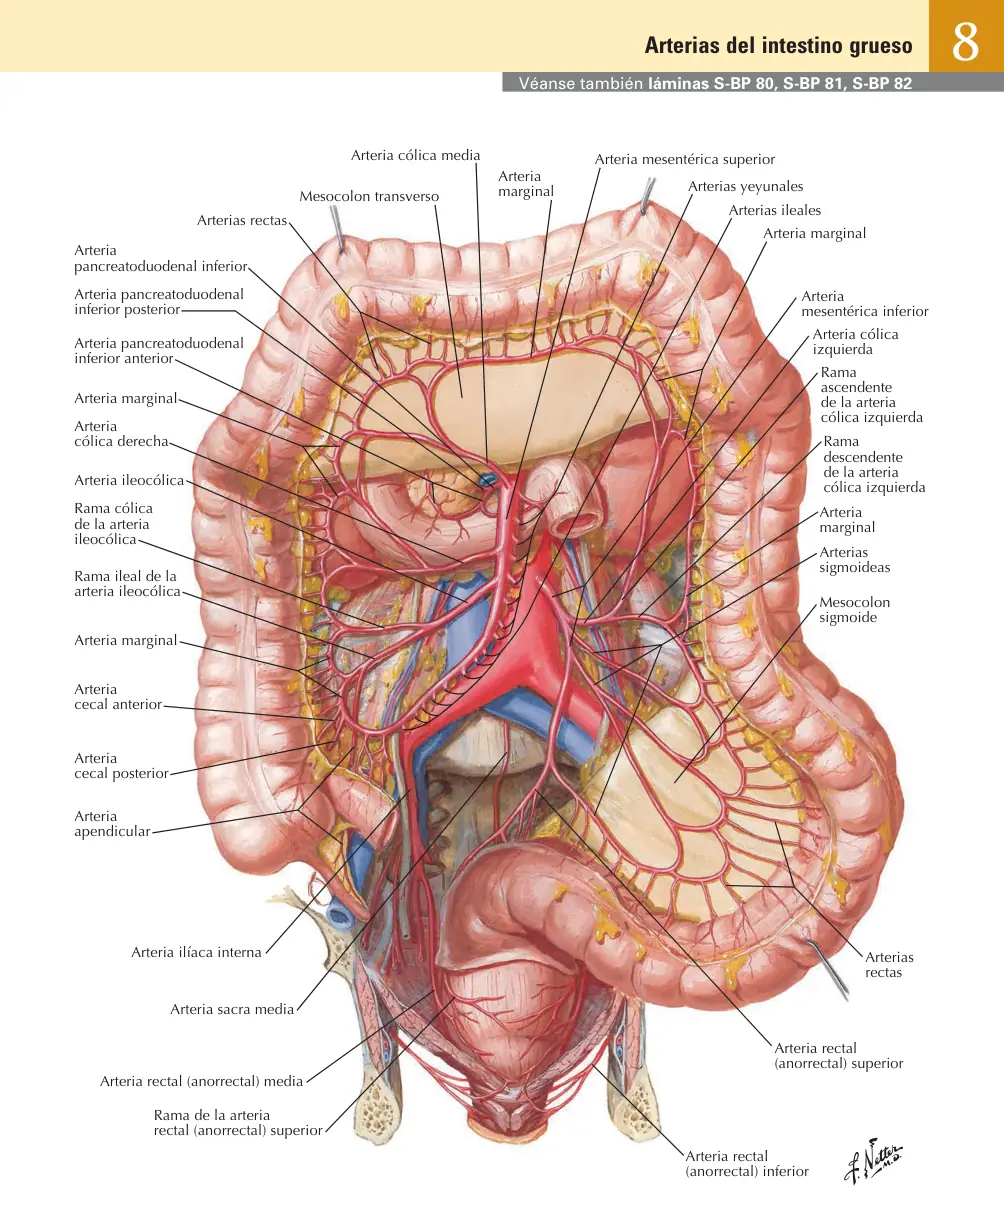 Arterias del intestino grueso
8
Véanse también láminas S-BP 80, S-BP 81, S-BP 82
Arteria cólica media
Arteria mesentérica superior
Arteria
marginal
Arterias yeyunales
Mesocolon transverso
Arterias ileales
Arterias rectas
Arteria marginal
Arteria
pancreatoduodenal inferior
Arteria pancreatoduodenal
inferior posterior
Arteria pancreatoduodenal
inferior anterior
Arteria marginal
Arteria
cólica derecha
Arteria ileocólica
Rama cólica
de la arteria
ileocólica
Rama ileal de la
arteria ileocólica
Arteria marginal
Arteria
cecal anterior
Arteria
cecal posterior
Arteria
apendicular
Arteria ilíaca interna
Arteria sacra media
Arteria rectal (anorrectal) media
Rama de la arteria
rectal (anorrectal) superior
Arteria
mesentérica inferior
Arteria cólica
izquierda
Rama
ascendente
de la arteria
cólica izquierda
Rama
descendente
de la arteria
cólica izquierda
Arteria
marginal
Arterias
sigmoideas
Mesocolon
sigmoide
Arterias
rectas
Arteria rectal
(anorrectal) superior
Arteria rectal
(anorrectal) inferior
F. Netter
M.D.